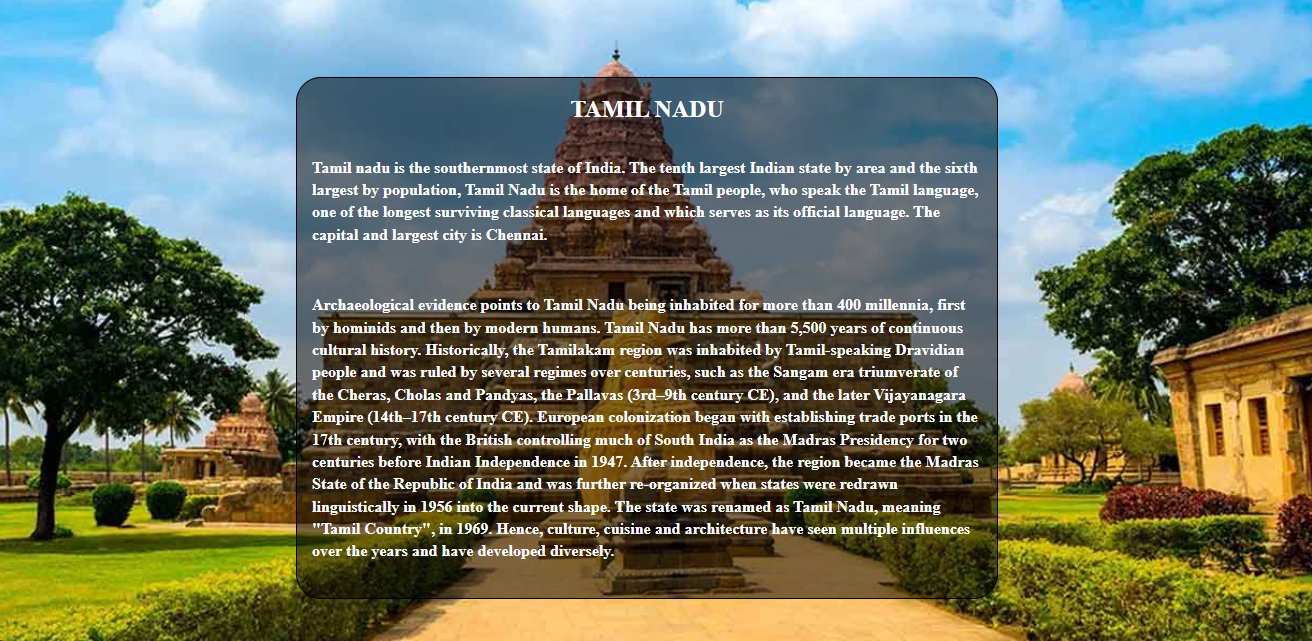 TAMIL NADU
Tamil nadu is the southernmost state of India. The tenth largest Indian state by area and the sixth
largest by population, Tamil Nadu is the home of the Tamil people, who speak the Tamil language,
one of the longest surviving classical languages and which serves as its official language. The
capital and largest city is Chennai.
Archaeological evidence points to Tamil Nadu being inhabited for more than 400 millennia, first
by hominids and then by modern humans. Tamil Nadu has more than 5,500 years of continuous
cultural history. Historically, the Tamilakam region was inhabited by Tamil-speaking Dravidian
people and was ruled by several regimes over centuries, such as the Sangam era triumverate of
the Cheras, Cholas and Pandyas, the Pallavas (3rd–9th century CE), and the later Vijayanagara
Empire (14th–17th century CE). European colonization began with establishing trade ports in the
17th century, with the British controlling much of South India as the Madras Presidency for two
centuries before Indian Independence in 1947. After independence, the region became the Madras
State of the Republic of India and was further re-organized when states were redrawn
linguistically in 1956 into the current shape. The state was renamed as Tamil Nadu, meaning
"Tamil Country", in 1969. Hence, culture, cuisine and architecture have seen multiple influences
over the years and have developed diversely.